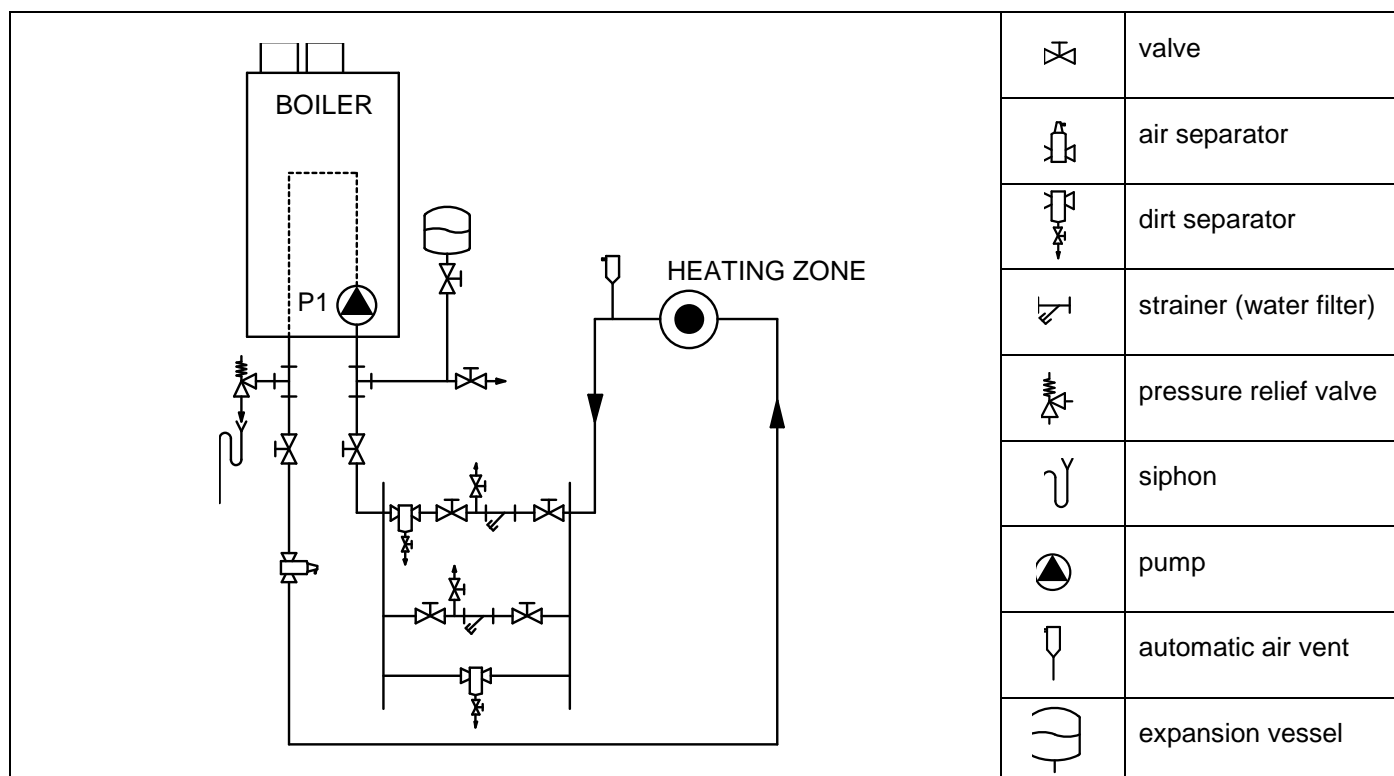 BOILER
P1
HEATING ZONE
valve
air separator
dirt separator
strainer (water filter)
pressure relief valve
siphon
pump
automatic air vent
expansion vessel